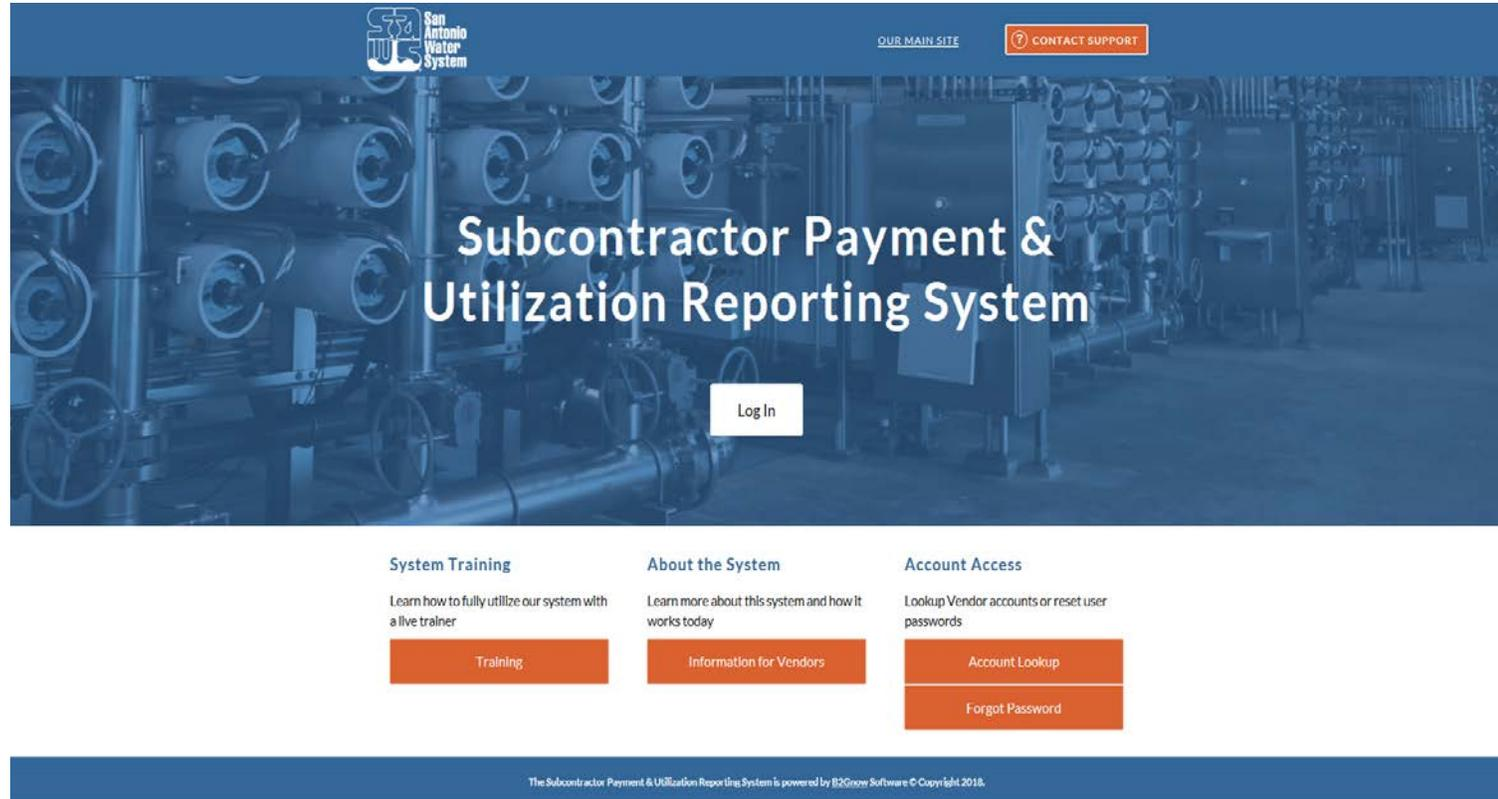 SAWS
San
Antonio
Water
System
OUR MAIN SITE
? CONTACT SUPPORT
Subcontractor Payment &
Utilization Reporting System
Log In
System Training
Learn how to fully utilize our system with
a live trainer
Training
About the System
Learn more about this system and how it
works today
Information for Vendors
Account Access
Lookup Vendor accounts or reset user
passwords
Account Lookup
Forgot Password
The Subcontractor Payment & Utilization Reporting System is powered by B2Gnow Software © Copyright 2018.